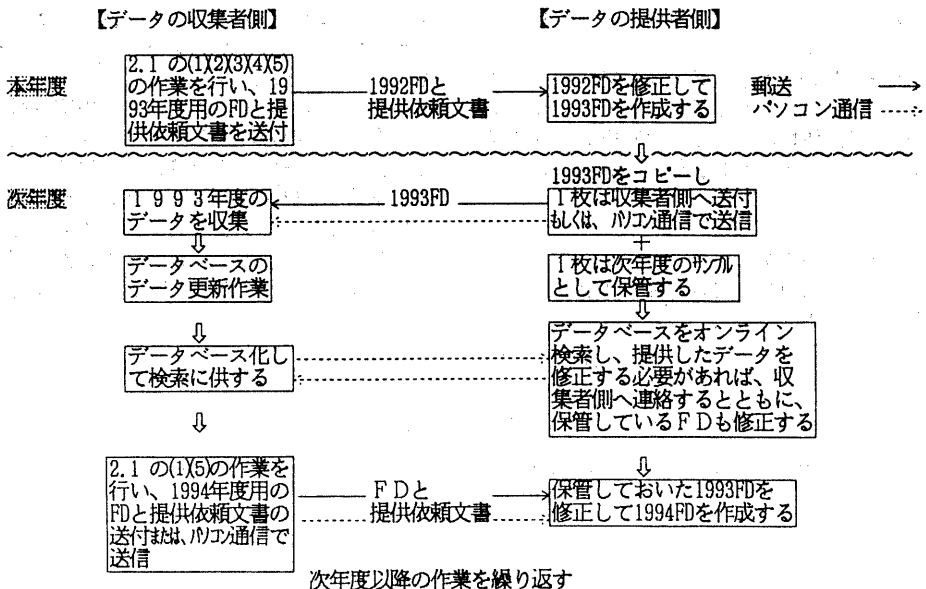 【データの収集者側】
【データの提供者側】
本年度
2.1 の(1)(2)(3)(4)(5)
の作業を行い、19
93年度用のFDと提
供依頼文書を送付
1992FDと
提供依頼文書
1992FDを修正して
1993FDを作成する
郵送
パソコン通信
次年度
1993年度の
データを収集
1993FD
1993FDをコピーし
1枚は収集者側へ送付
もしくは、パソコン通信で送信
+
データベースの
データ更新作業
1枚は次年度のサンプル
として保管する
データベース化し
て検索に供する
データベースをオンライン
検索し、提供したデータを
修正する必要があれば、収
集者側へ連絡するとともに、
保管しているFDも修正する
2.1 の(1)(5)の作業を
行い、1994年度用の
FDと提供依頼文書の
送付または、パソコン通信で
送信
FDと
提供依頼文書
保管しておいた1993FDを
修正して1994FDを作成する
次年度以降の作業を繰り返す